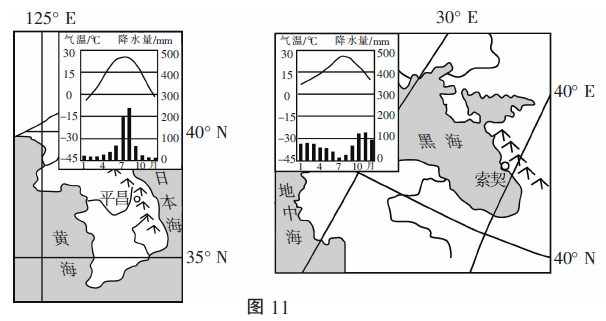 125° E
30° E
气温/℃ 降水量/mm
30 500
15 400
0 300
-15 200
-30 100
-45 0
1 4 7 10 月
40° N
平昌
日本海
黄海
35° N
气温/℃ 降水量/mm
30 500
15 400
0 300
-15 200
-30 100
-45 0
1 4 7 10 月
40° E
黑海
索契
地中海
40° N
图 11